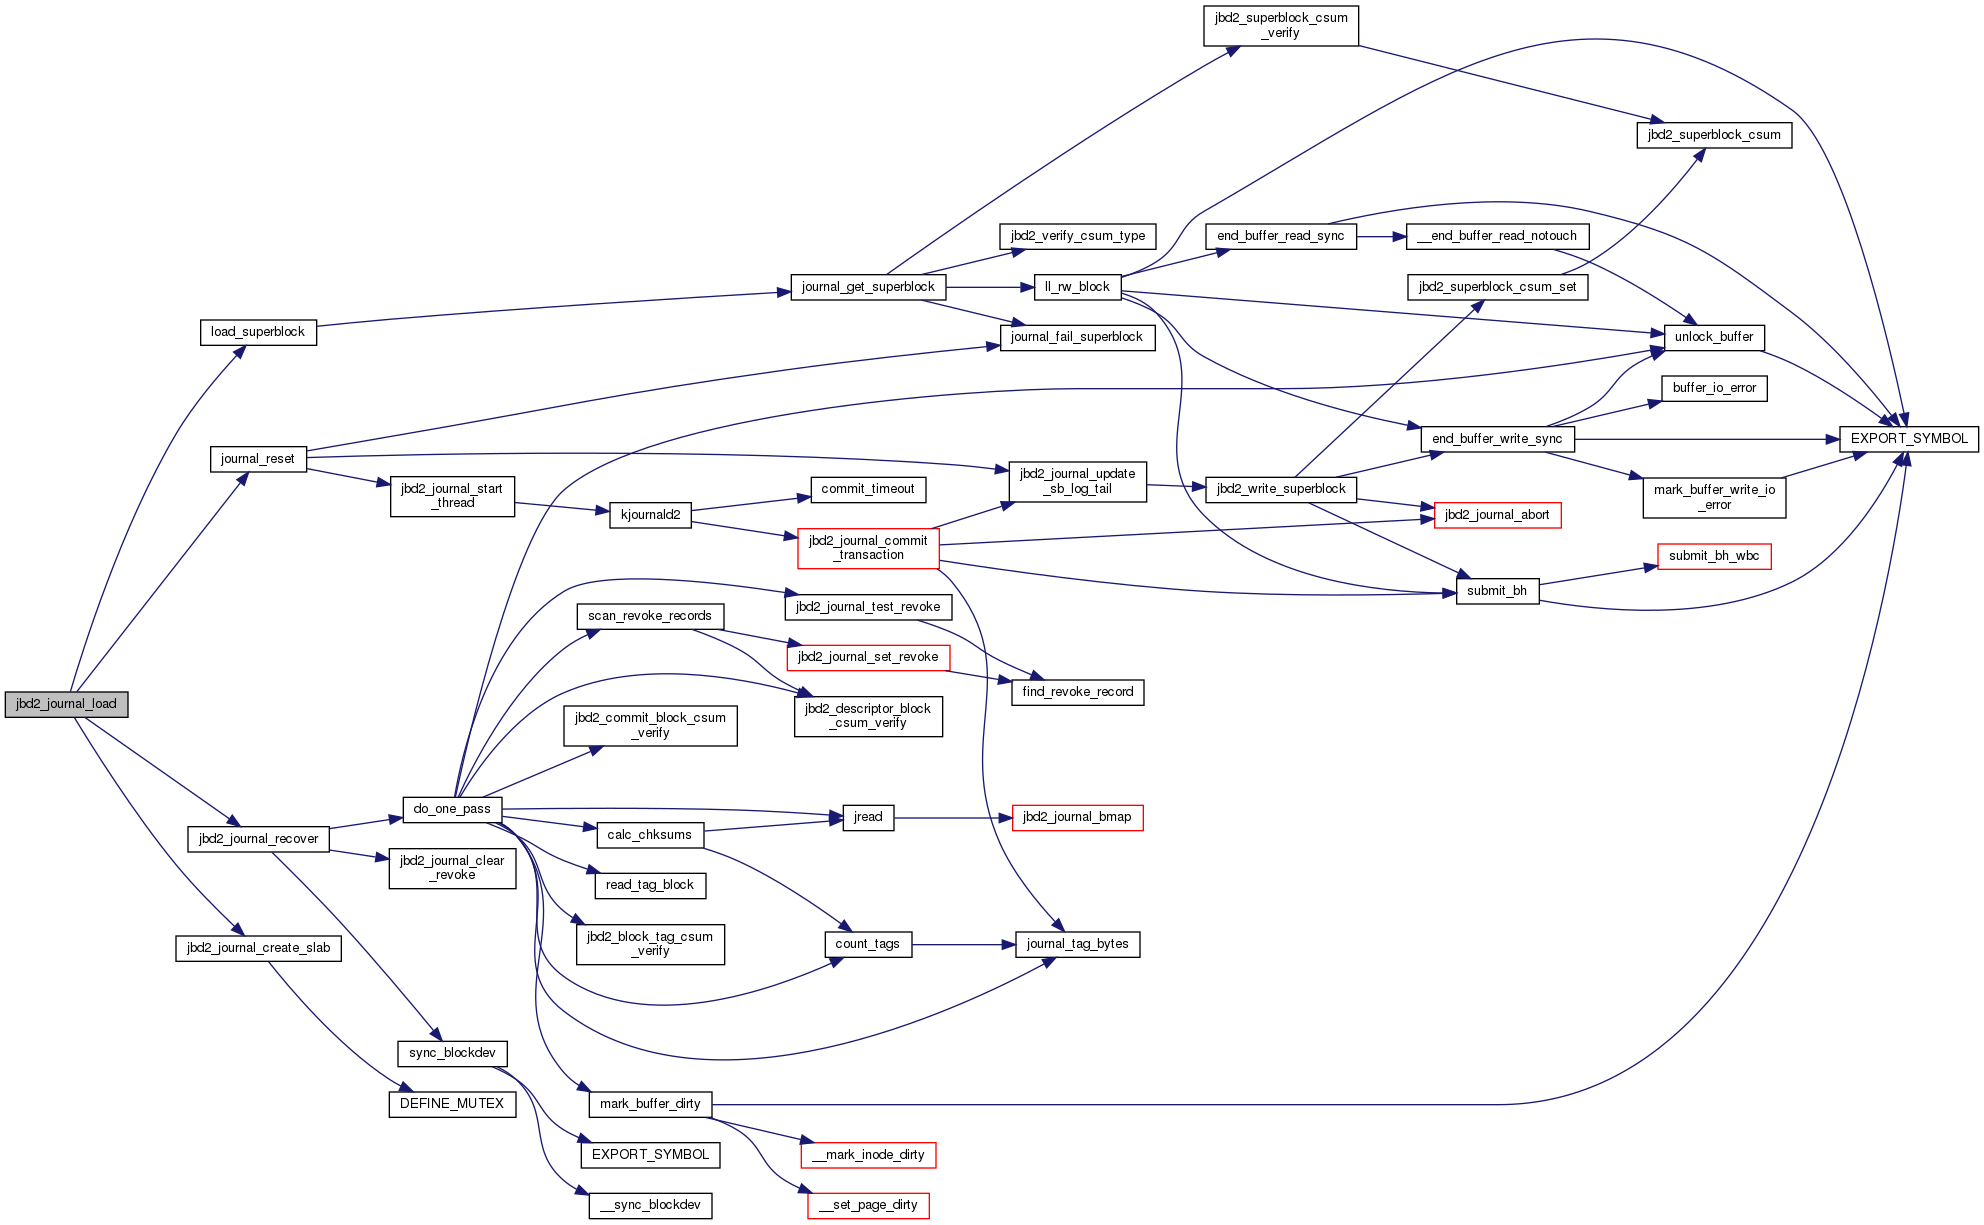 jbd2_superblock_csum
_verify
jbd2_superblock_csum
jbd2_verify_csum_type
end_buffer_read_sync
__end_buffer_read_notouch
journal_get_superblock
ll_rw_block
jbd2_superblock_csum_set
load_superblock
journal_fail_superblock
unlock_buffer
buffer_io_error
end_buffer_write_sync
EXPORT_SYMBOL
journal_reset
jbd2_journal_update
_sb_log_tail
jbd2_journal_start
_thread
commit_timeout
jbd2_write_superblock
mark_buffer_write_io
_error
kjournald2
jbd2_journal_abort
jbd2_journal_commit
_transaction
submit_bh_wbc
submit_bh
jbd2_journal_test_revoke
scan_revoke_records
jbd2_journal_set_revoke
find_revoke_record
jbd2_journal_load
jbd2_descriptor_block
_csum_verify
jbd2_commit_block_csum
_verify
do_one_pass
jread
jbd2_journal_bmap
jbd2_journal_recover
calc_chksums
jbd2_journal_clear
_revoke
read_tag_block
jbd2_journal_create_slab
jbd2_block_tag_csum
_verify
count_tags
journal_tag_bytes
sync_blockdev
DEFINE_MUTEX
mark_buffer_dirty
EXPORT_SYMBOL
__mark_inode_dirty
__sync_blockdev
__set_page_dirty